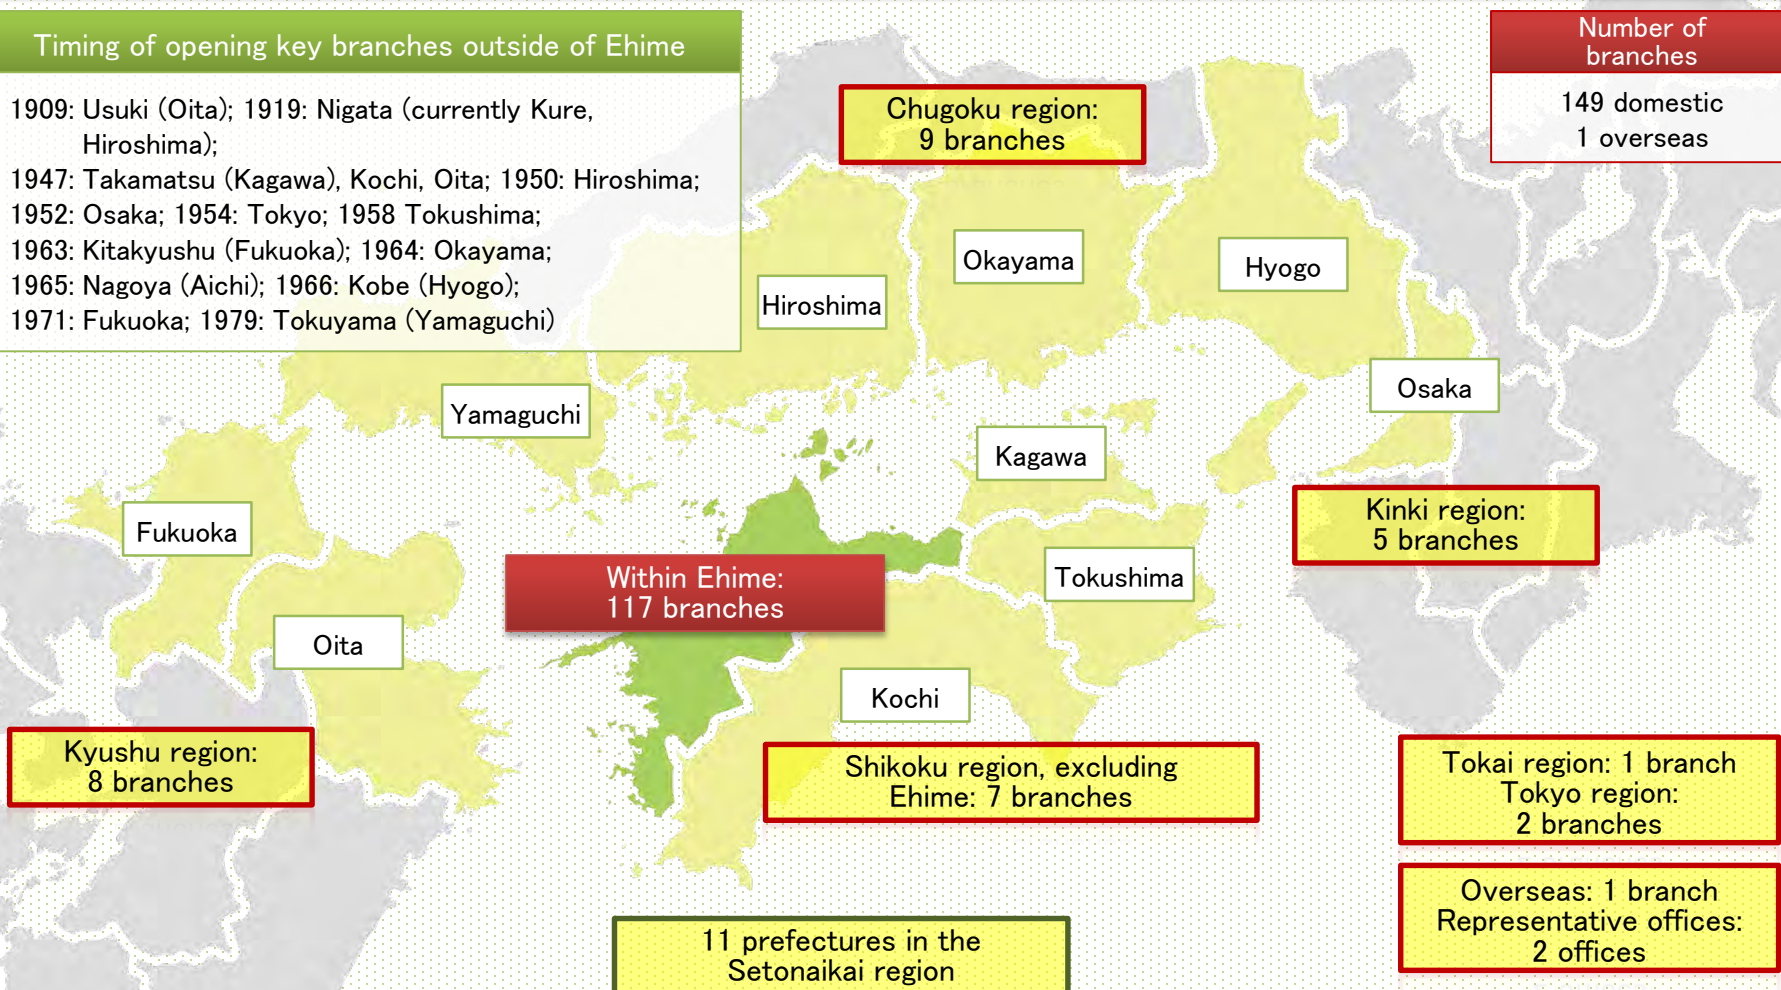 Timing of opening key branches outside of Ehime
1909: Usuki (Oita); 1919: Nigata (currently Kure,
Hiroshima);
1947: Takamatsu (Kagawa), Kochi, Oita; 1950: Hiroshima;
1952: Osaka; 1954: Tokyo; 1958 Tokushima;
1963: Kitakyushu (Fukuoka); 1964: Okayama;
1965: Nagoya (Aichi); 1966: Kobe (Hyogo);
1971: Fukuoka; 1979: Tokuyama (Yamaguchi)
Number of
branches
149 domestic
1 overseas
Chugoku region:
9 branches
Okayama
Hyogo
Hiroshima
Osaka
Yamaguchi
Kagawa
Fukuoka
Kinki region:
5 branches
Within Ehime:
117 branches
Tokushima
Oita
Kochi
Kyushu region:
8 branches
Shikoku region, excluding
Ehime: 7 branches
Tokai region: 1 branch
Tokyo region:
2 branches
Overseas: 1 branch
Representative offices:
2 offices
11 prefectures in the
Setonaikai region